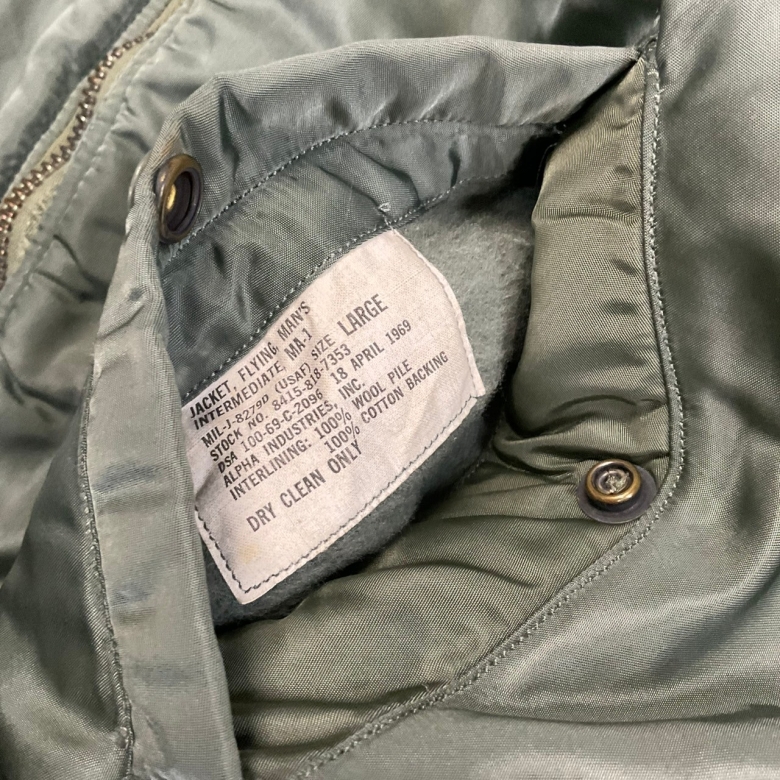 JACKET, FLYING, MAN'S
INTERMEDIATE MA-1
MIL-J-8279D (USAF) SIZE LARGE
STOCK NO. 8415-818-7353
DSA 100-69-C-2096 18 APRIL 1969
ALPHA INDUSTRIES, INC.
INTERLINING: 100% WOOL PILE
100% COTTON BACKING
DRY CLEAN ONLY